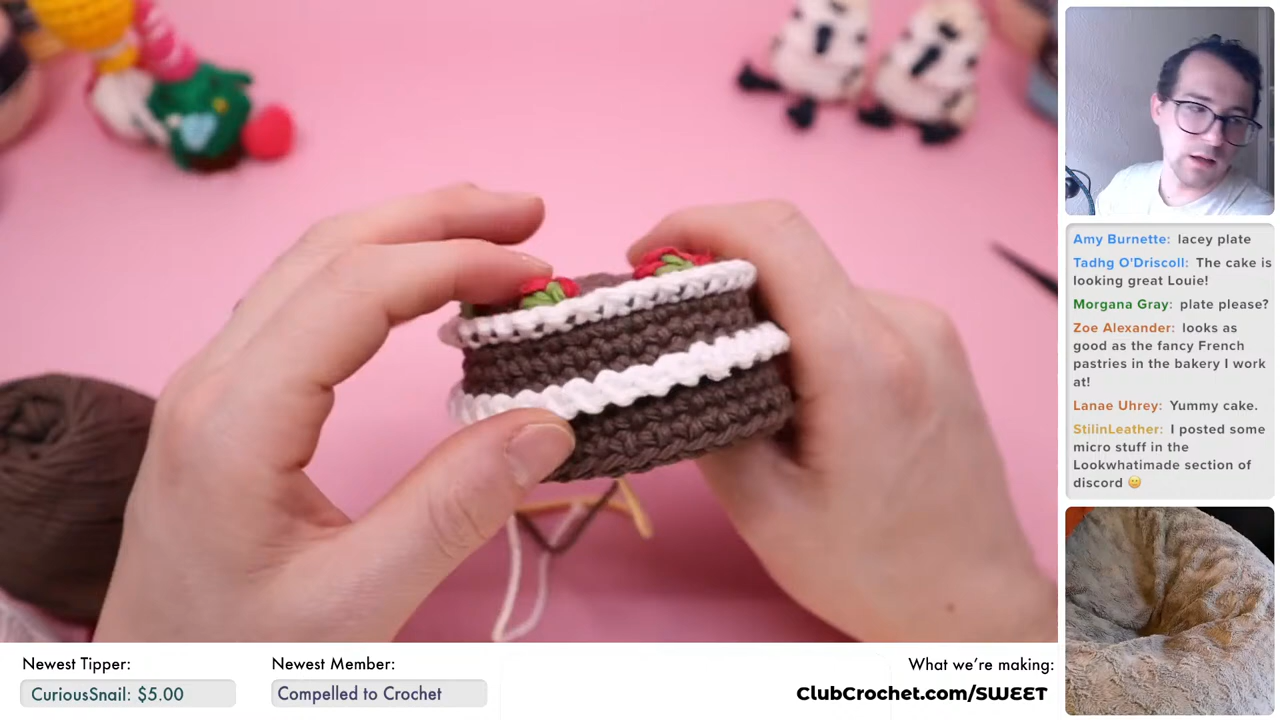 Amy Burnette: lacey plate
Tadhg O'Driscoll: The cake is
looking great Louie!
Morgana Gray: plate please?
Zoe Alexander: looks as
good as the fancy French
pastries in the bakery I work
at!
Lanae Uhrey: Yummy cake.
StilinLeather: I posted some
micro stuff in the
Lookwhatimade section of
discord 😀
Newest Tipper:
CuriousSnail: $5.00
Newest Member:
Compelled to Crochet
What we're making:
ClubCrochet.com/SWEET